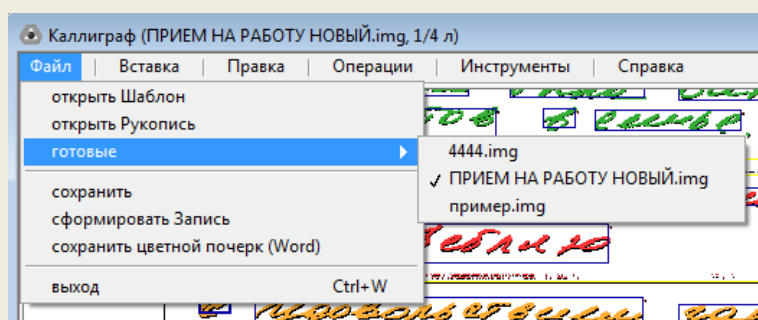 Каллиграф (ПРИЕМ НА РАБОТУ НОВЫЙ.img, 1/4 л)
Файл | Вставка | Правка | Операции | Инструменты | Справка
открыть Шаблон
открыть Рукопись
готовые
4444.img
✓ ПРИЕМ НА РАБОТУ НОВЫЙ.img
пример.img
сохранить
сформировать Запись
сохранить цветной почерк (Word)
выход Ctrl+W